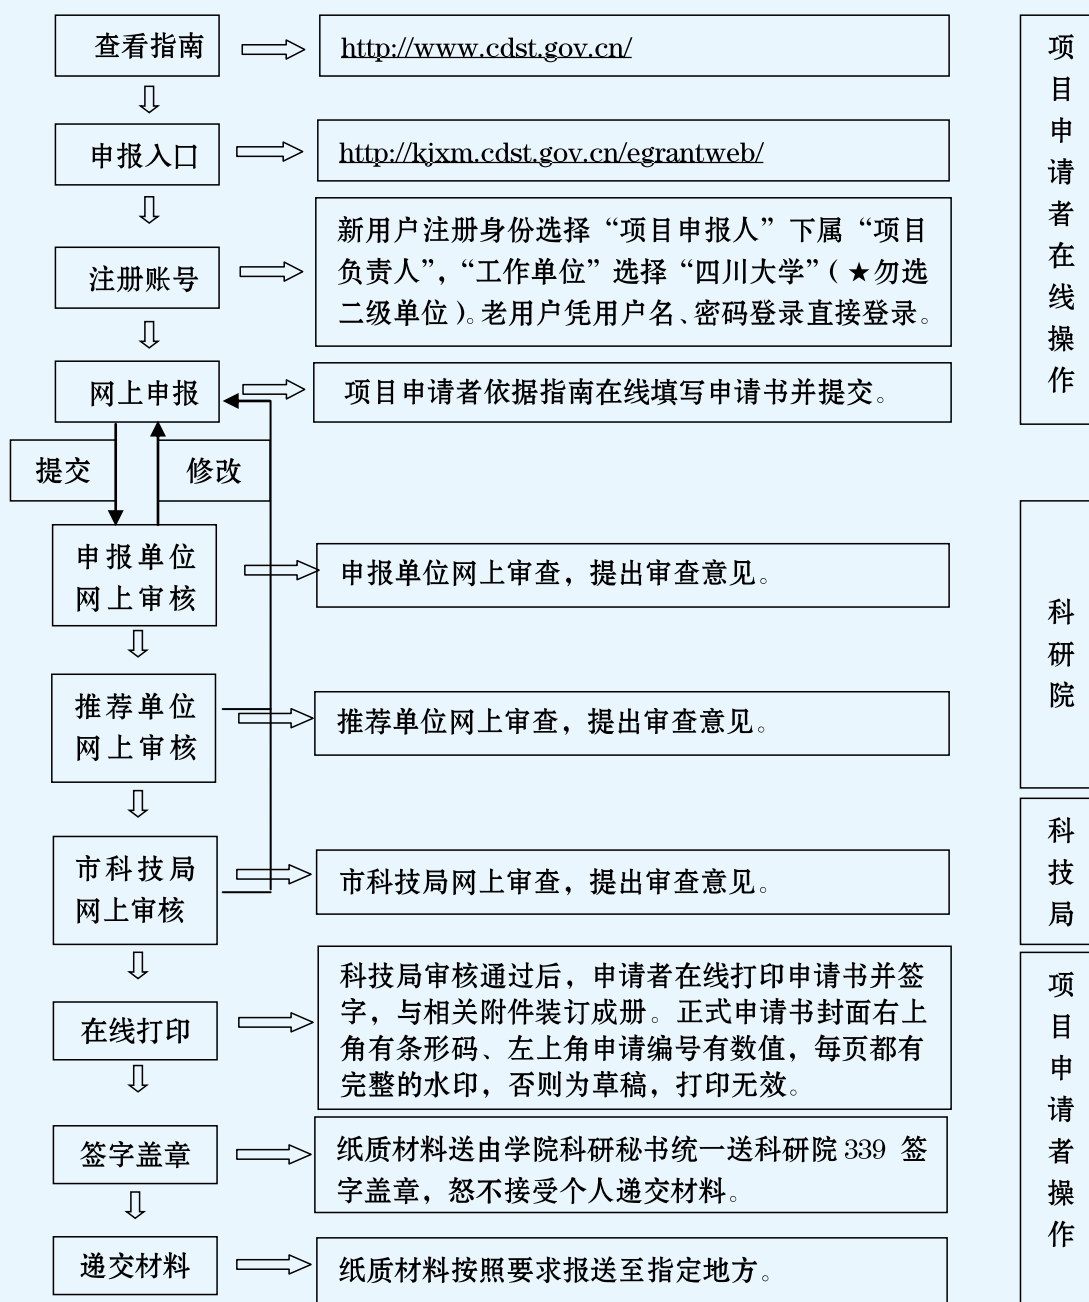 查看指南
http://www.cdst.gov.cn/
申报入口
http://kjxm.cdst.gov.cn/egrantweb/
注册账号
新用户注册身份选择“项目申报人”下属“项目
负责人”，“工作单位”选择“四川大学”（★勿选
二级单位）。老用户凭用户名、密码登录直接登录。
网上申报
项目申请者依据指南在线填写申请书并提交。
项
目
申
请
者
在
线
操
作
提交
修改
申报单位
网上审核
申报单位网上审查，提出审查意见。
推荐单位
网上审核
推荐单位网上审查，提出审查意见。
科
研
院
市科技局
网上审核
市科技局网上审查，提出审查意见。
科
技
局
在线打印
科技局审核通过后，申请者在线打印申请书并签
字，与相关附件装订成册。正式申请书封面右上
角有条形码、左上角申请编号有数值，每页都有
完整的水印，否则为草稿，打印无效。
签字盖章
纸质材料送由学院科研秘书统一送科研院 339 签
字盖章，怒不接受个人递交材料。
递交材料
纸质材料按照要求报送至指定地方。
项
目
申
请
者
操
作